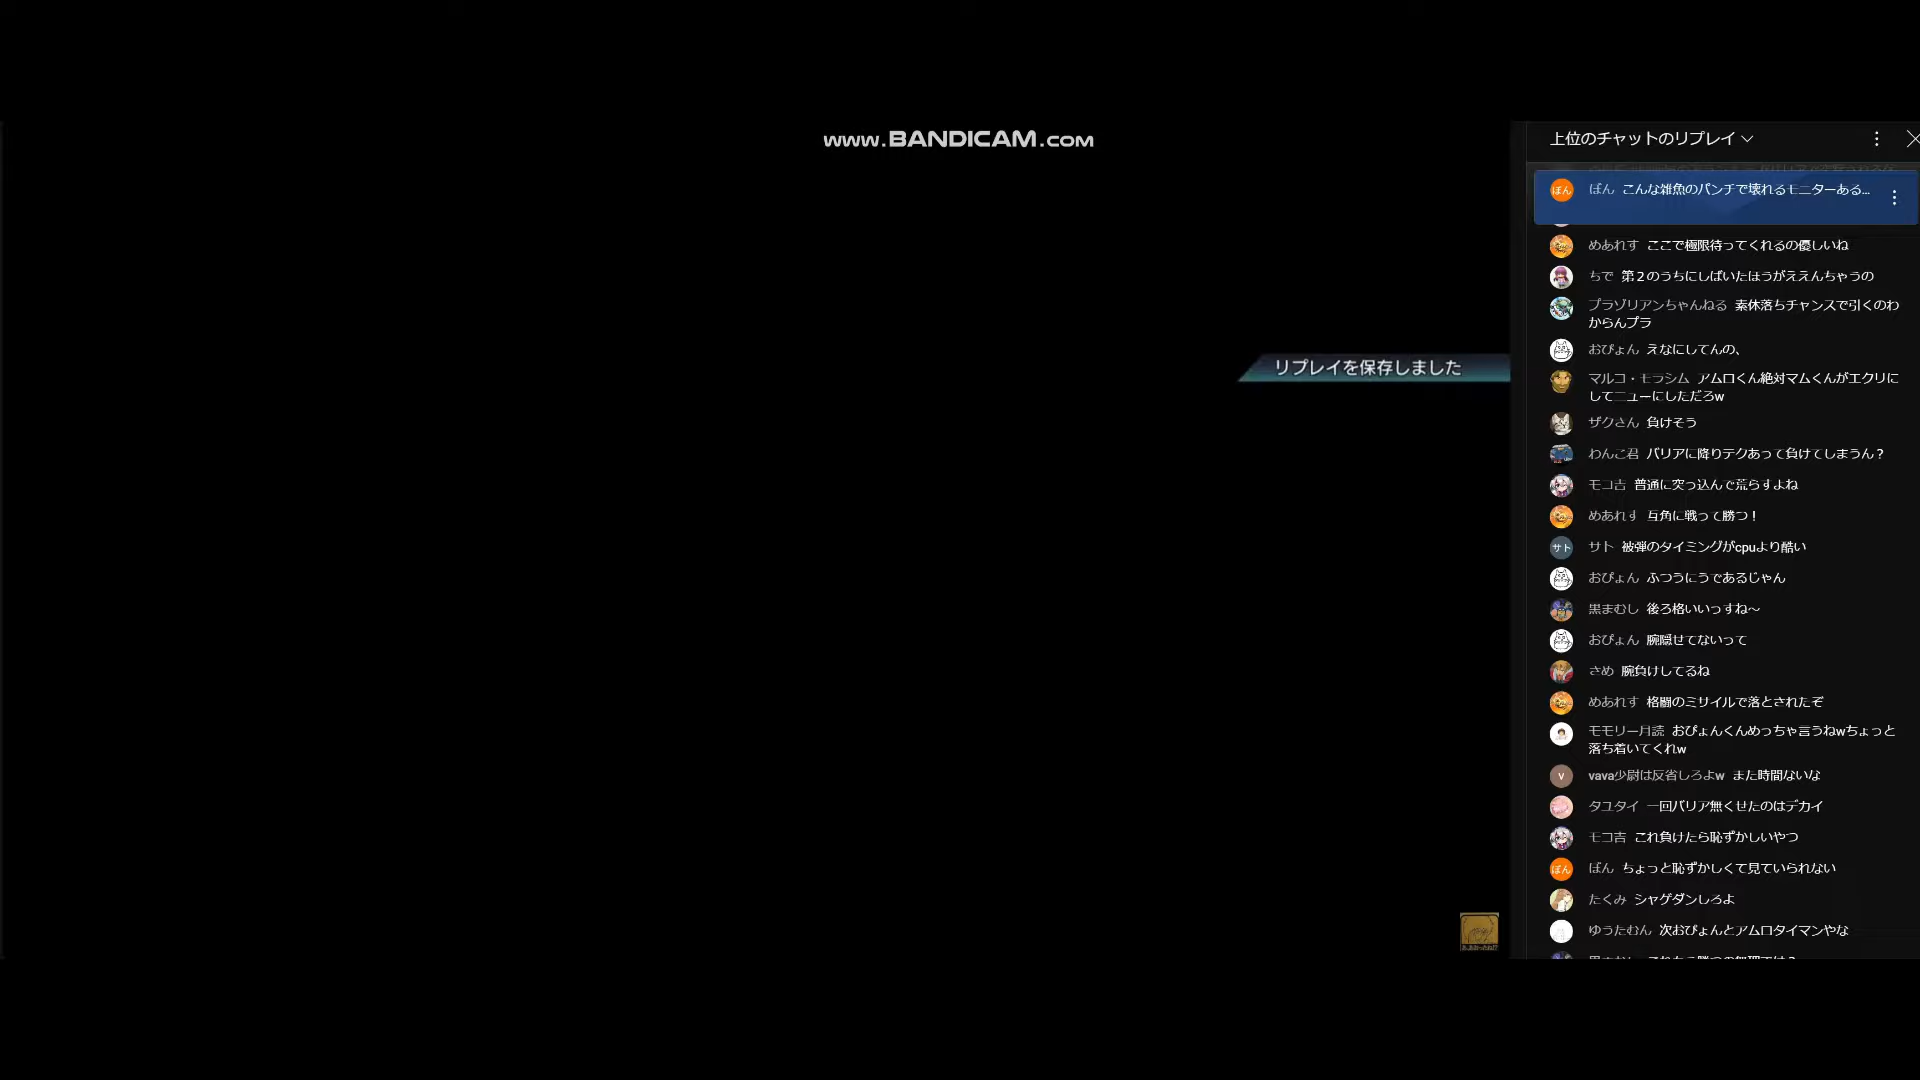 www.BANDICAM.COM
上位のチャットのリプレイ
ぱん こんな雑魚のパンチで壊れるモニターある...
めあれす ここで極限待ってくれるの優しいね
ちで 第２のうちにしばいたほうがええんちゃうの
プラゾリアンちゃんねる 素休落ちチャンスで引くのわ
からんプラ
おぴょん えなにしてんの、
リプレイを保存しました
マルコ・モラシム アムロくん絶対マムくんがエクリに
してニューにしただろw
ザクさん 負けそう
わんこ君 バリアに降りテクあって負けてしまうん？
モコ吉 普通に突っ込んで荒らすよね
めあれす 互角に戦って勝つ！
サト サト 被弾のタイミングがcpuより酷い
おぴょん ふつうにうであるじゃん
黒まむし 後ろ格いいっすね～
おぴょん 腕隠せてないって
さめ 腕負けしてるね
めあれす 格闘のミサイルで落とされたぞ
モモリー月読 おぴょんくんめっちゃ言うねwちょっと
落ち着いてくれw
V vava少尉は反省しろよw また時間ないな
タユタイ 一回バリア無くせたのはデカイ
モコ吉 これ負けたら恥ずかしいやつ
ぱん ちょっと恥ずかしくて見ていられない
たくみ シャゲダンしろよ
ゆうたむん 次おぴょんとアムロタイマンやな